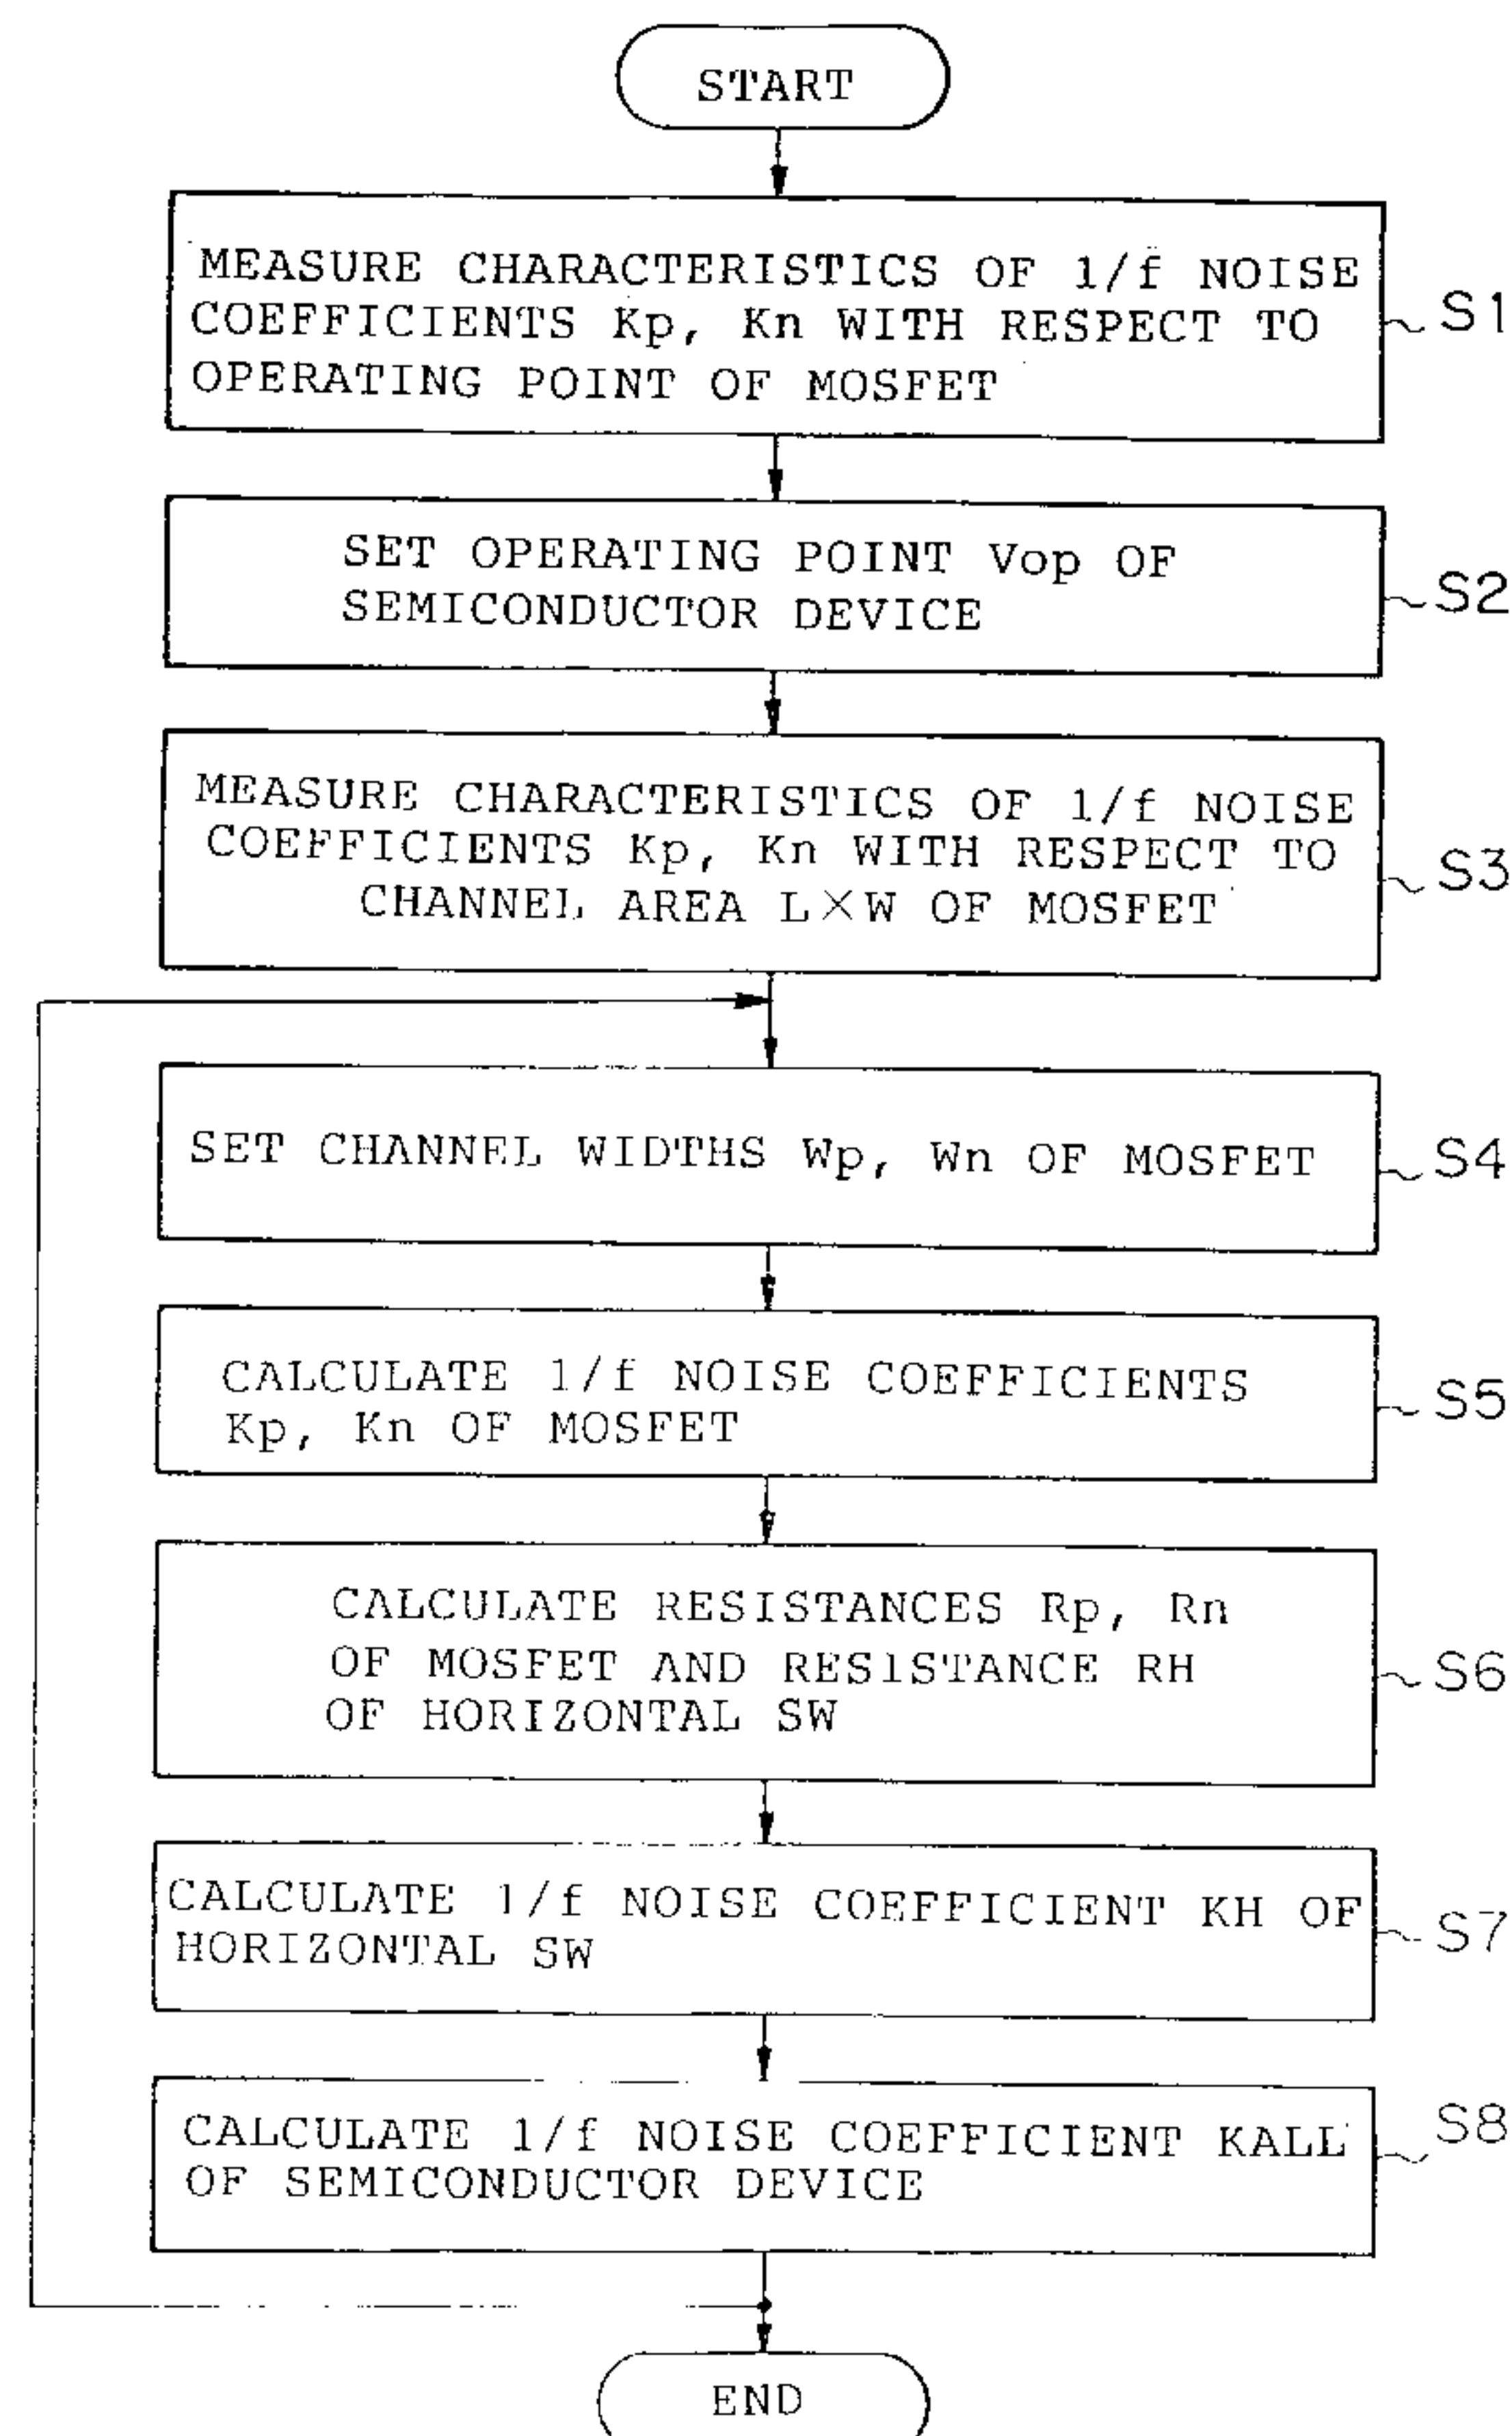 START
MEASURE CHARACTERISTICS OF 1/f NOISE
COEFFICIENTS Kp, Kn WITH RESPECT TO
OPERATING POINT OF MOSFET
S1
SET OPERATING POINT Vop OF
SEMICONDUCTOR DEVICE
S2
MEASURE CHARACTERISTICS OF 1/f NOISE
COEFFICIENTS Kp, Kn WITH RESPECT TO
CHANNEL AREA L×W OF MOSFET
S3
SET CHANNEL WIDTHS Wp, Wn OF MOSFET
S4
CALCULATE 1/f NOISE COEFFICIENTS
Kp, Kn OF MOSFET
S5
CALCULATE RESISTANCES Rp, Rn
OF MOSFET AND RESISTANCE RH
OF HORIZONTAL SW
S6
CALCULATE 1/f NOISE COEFFICIENT KH OF
HORIZONTAL SW
S7
CALCULATE 1/f NOISE COEFFICIENT KALL
OF SEMICONDUCTOR DEVICE
S8
END